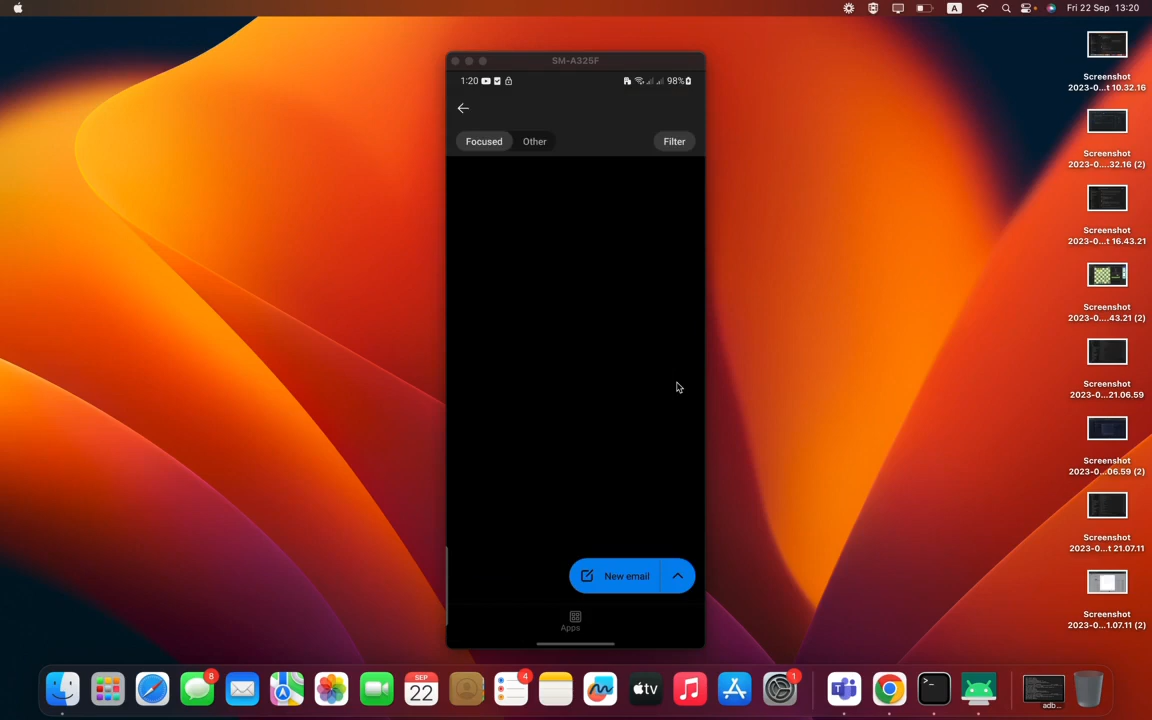 A
Fri 22 Sep 13:20
SM-A325F
1:20
98%
Focused
Other
Filter
New email
Apps
Screenshot
2023-0...t 10.32.16
Screenshot
2023-0....32.16 (2)
Screenshot
2023-0...t 16.43.21
Screenshot
2023-0....43.21 (2)
Screenshot
2023-0...21.06.59
Screenshot
2023-0...06.59 (2)
Screenshot
2023-0...t 21.07.11
Screenshot
2023-0...1.07.11 (2)
8
SEP
22
4
tv
1
adb...